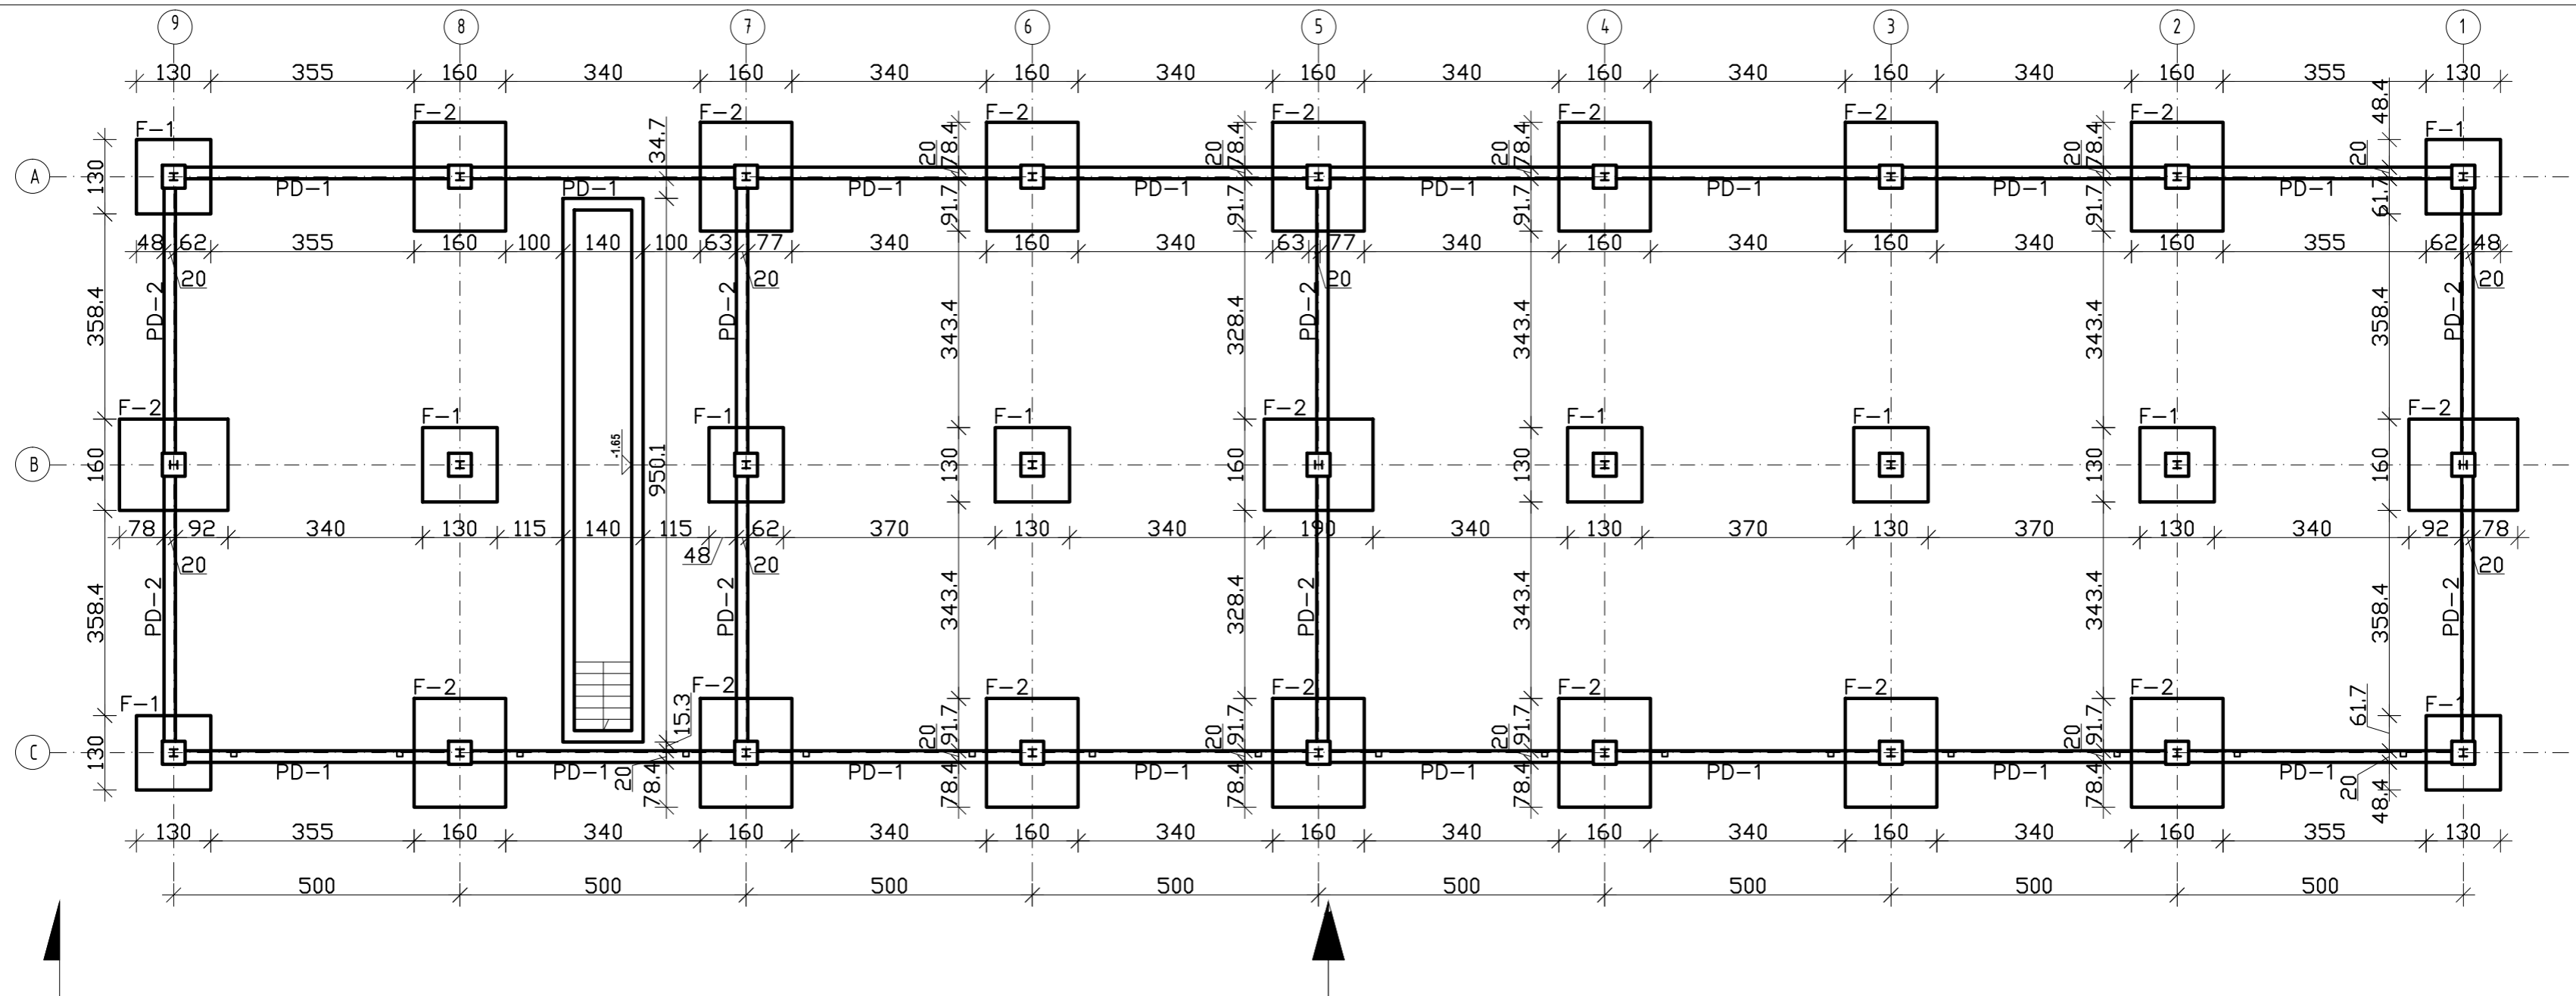 9 8 7 6 5 4 3 2 1
130 355 160 340 160 340 160 340 160 340 160 340 160 340 160 355 130
F-1 F-2 F-2 F-2 F-2 F-2 F-2 F-2 F-1
34.7 20 78.4 20 78.4 20 78.4 20 78.4 20 48.4
A
130 91.7 91.7 91.7 91.7 61.7
PD-1 PD-1 PD-1 PD-1 PD-1 PD-1 PD-1 PD-1
48 62 355 160 100 140 100 63 77 340 160 340 63 77 340 160 340 160 340 160 355 62 48
20 20 20 20
358.4 PD-2 PD-2 343.4 328.4 PD-2 343.4 343.4 358.4 PD-2
F-2 F-1 F-1 F-1 F-2 F-1 F-1 F-1 F-2
B
160 -1.65 950.1 130 160 130 130 160
78 92 340 130 115 140 115 62 370 130 340 190 340 130 370 130 370 130 340 92 78
48
20 20 20
358.4 PD-2 PD-2 343.4 328.4 PD-2 343.4 343.4 358.4 PD-2
F-1 F-2 F-2 F-2 F-2 F-2 F-2 F-2 F-1
15.3 20 91.7 20 91.7 20 91.7 20 91.7 61.7
C
130 20 78.4 78.4 78.4 78.4 78.4 20 48.4
PD-1 PD-1 PD-1 PD-1 PD-1 PD-1 PD-1 PD-1
130 355 160 340 160 340 160 340 160 340 160 340 160 340 160 355 130
500 500 500 500 500 500 500 500